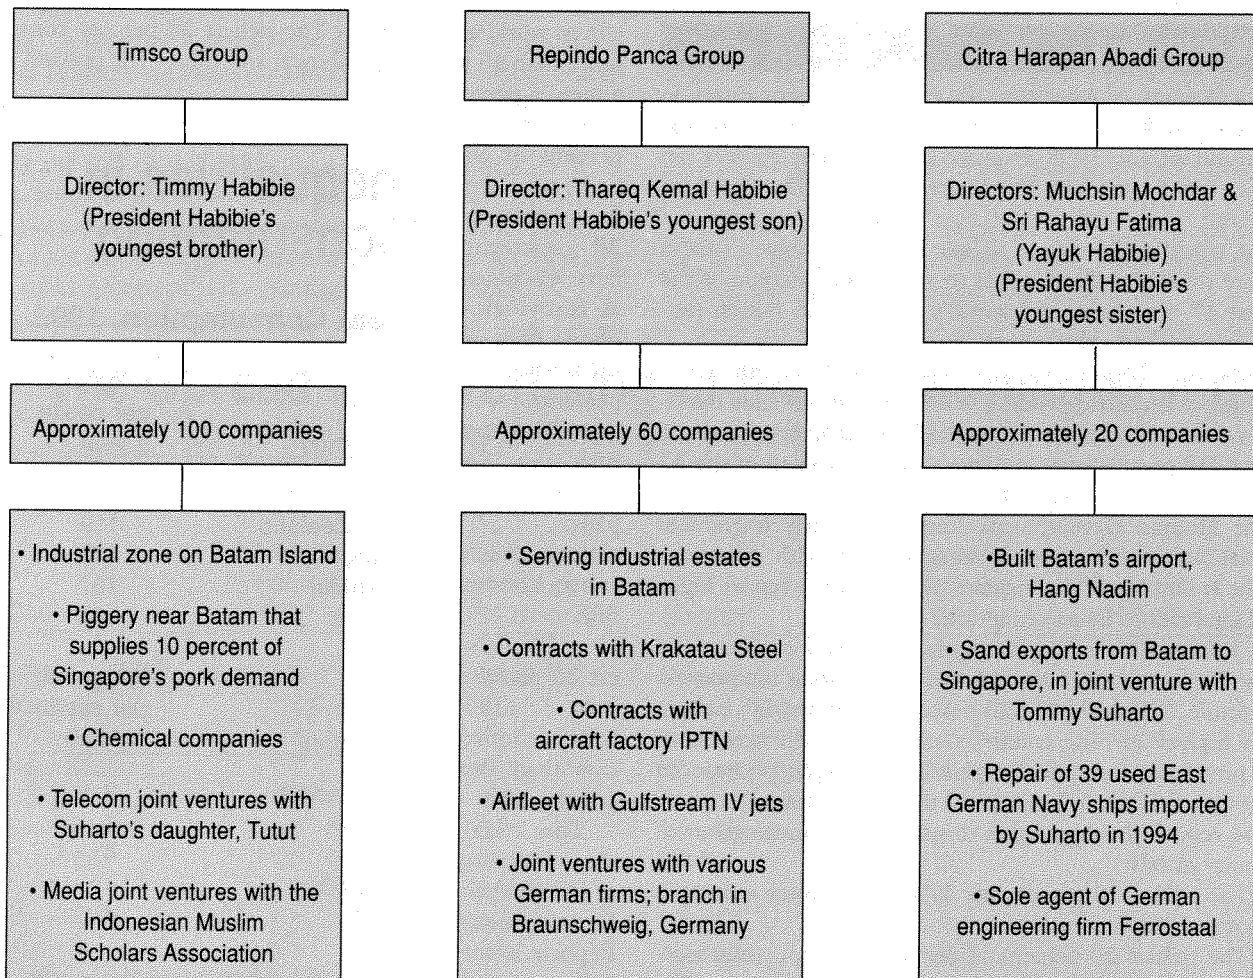 Timsco Group
Director: Timmy Habibie
(President Habibie's
youngest brother)
Approximately 100 companies
• Industrial zone on Batam Island
• Piggery near Batam that
supplies 10 percent of
Singapore's pork demand
• Chemical companies
• Telecom joint ventures with
Suharto's daughter, Tutut
• Media joint ventures with the
Indonesian Muslim
Scholars Association
Repindo Panca Group
Director: Thareq Kemal Habibie
(President Habibie's youngest son)
Approximately 60 companies
• Serving industrial estates
in Batam
• Contracts with Krakatau Steel
• Contracts with
aircraft factory IPTN
• Airfleet with Gulfstream IV jets
• Joint ventures with various
German firms; branch in
Braunschweig, Germany
Citra Harapan Abadi Group
Directors: Muchsin Mochdar &
Sri Rahayu Fatima
(Yayuk Habibie)
(President Habibie's
youngest sister)
Approximately 20 companies
•Built Batam's airport,
Hang Nadim
• Sand exports from Batam to
Singapore, in joint venture with
Tommy Suharto
• Repair of 39 used East
German Navy ships imported
by Suharto in 1994
• Sole agent of German
engineering firm Ferrostaal